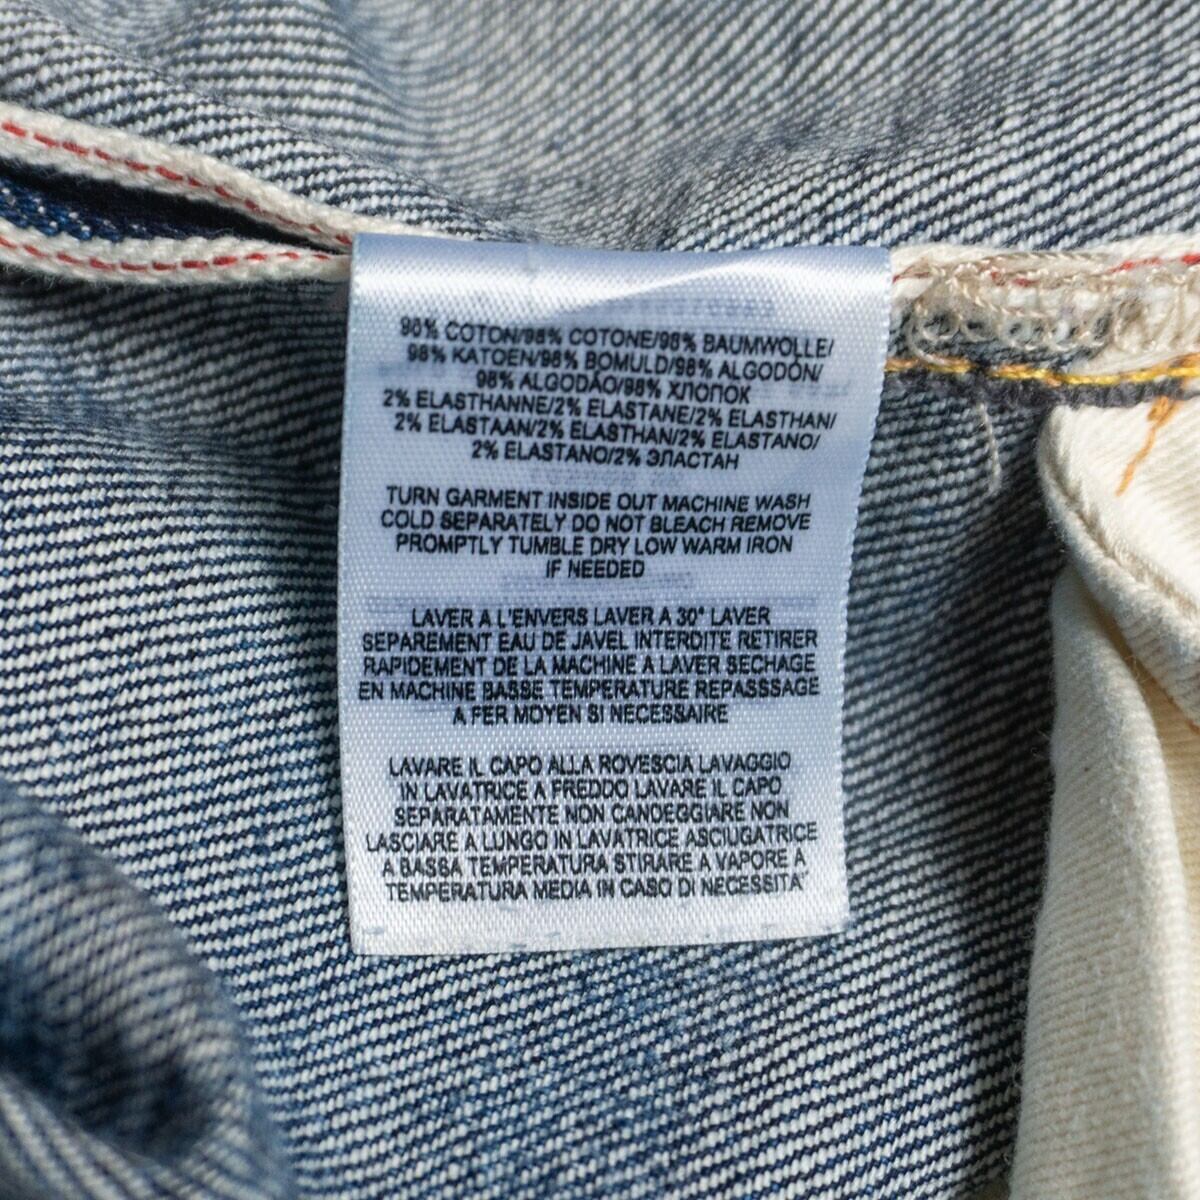 98% COTON/98% COTONE/98% BAUMWOLLE/
98% KATOEN/98% BOMULD/98% ALGODÓN/
98% ALGODÃO/98% ХЛОПОК
2% ELASTHANNE/2% ELASTANE/2% ELASTHAN/
2% ELASTAAN/2% ELASTHAN/2% ELASTANO/
2% ELASTANO/2% ЭЛАСТАН
TURN GARMENT INSIDE OUT MACHINE WASH
COLD SEPARATELY DO NOT BLEACH REMOVE
PROMPTLY TUMBLE DRY LOW WARM IRON
IF NEEDED
LAVER A L'ENVERS LAVER A 30° LAVER
SEPAREMENT EAU DE JAVEL INTERDITE RETIRER
RAPIDEMENT DE LA MACHINE A LAVER SECHAGE
EN MACHINE BASSE TEMPERATURE REPASSSAGE
A FER MOYEN SI NECESSAIRE
LAVARE IL CAPO ALLA ROVESCIA LAVAGGIO
IN LAVATRICE A FREDDO LAVARE IL CAPO
SEPARATAMENTE NON CANDEGGIARE NON
LASCIARE A LUNGO IN LAVATRICE ASCIUGATRICE
A BASSA TEMPERATURA STIRARE A VAPORE A
TEMPERATURA MEDIA IN CASO DI NECESSITA'